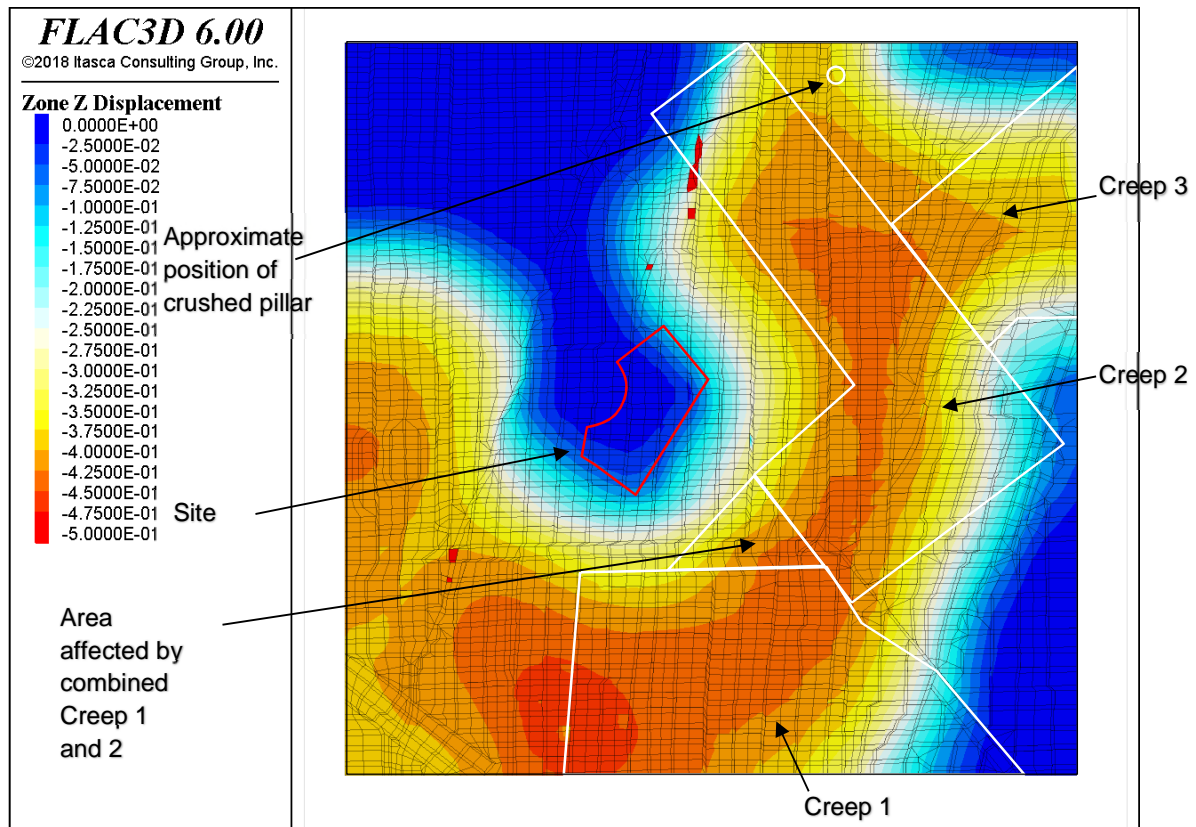 FLAC3D 6.00
©2018 Itasca Consulting Group, Inc.
Zone Z Displacement
0.0000E+00
-2.5000E-02
-5.0000E-02
-7.5000E-02
-1.0000E-01
-1.2500E-01
-1.5000E-01
-1.7500E-01
-2.0000E-01
-2.2500E-01
-2.5000E-01
-2.7500E-01
-3.0000E-01
-3.2500E-01
-3.5000E-01
-3.7500E-01
-4.0000E-01
-4.2500E-01
-4.5000E-01
-4.7500E-01
-5.0000E-01
Approximate
position of
crushed pillar
Site
Area
affected by
combined
Creep 1
and 2
Creep 3
Creep 2
Creep 1